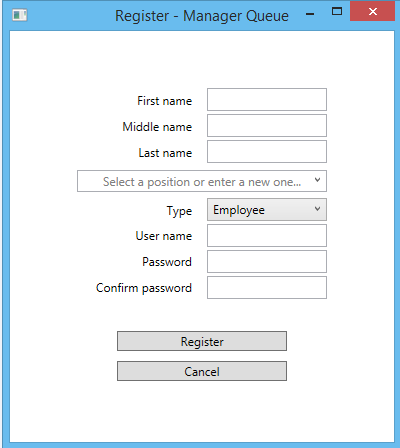 Register - Manager Queue
First name
Middle name
Last name
Select a position or enter a new one...
Type Employee
User name
Password
Confirm password
Register
Cancel